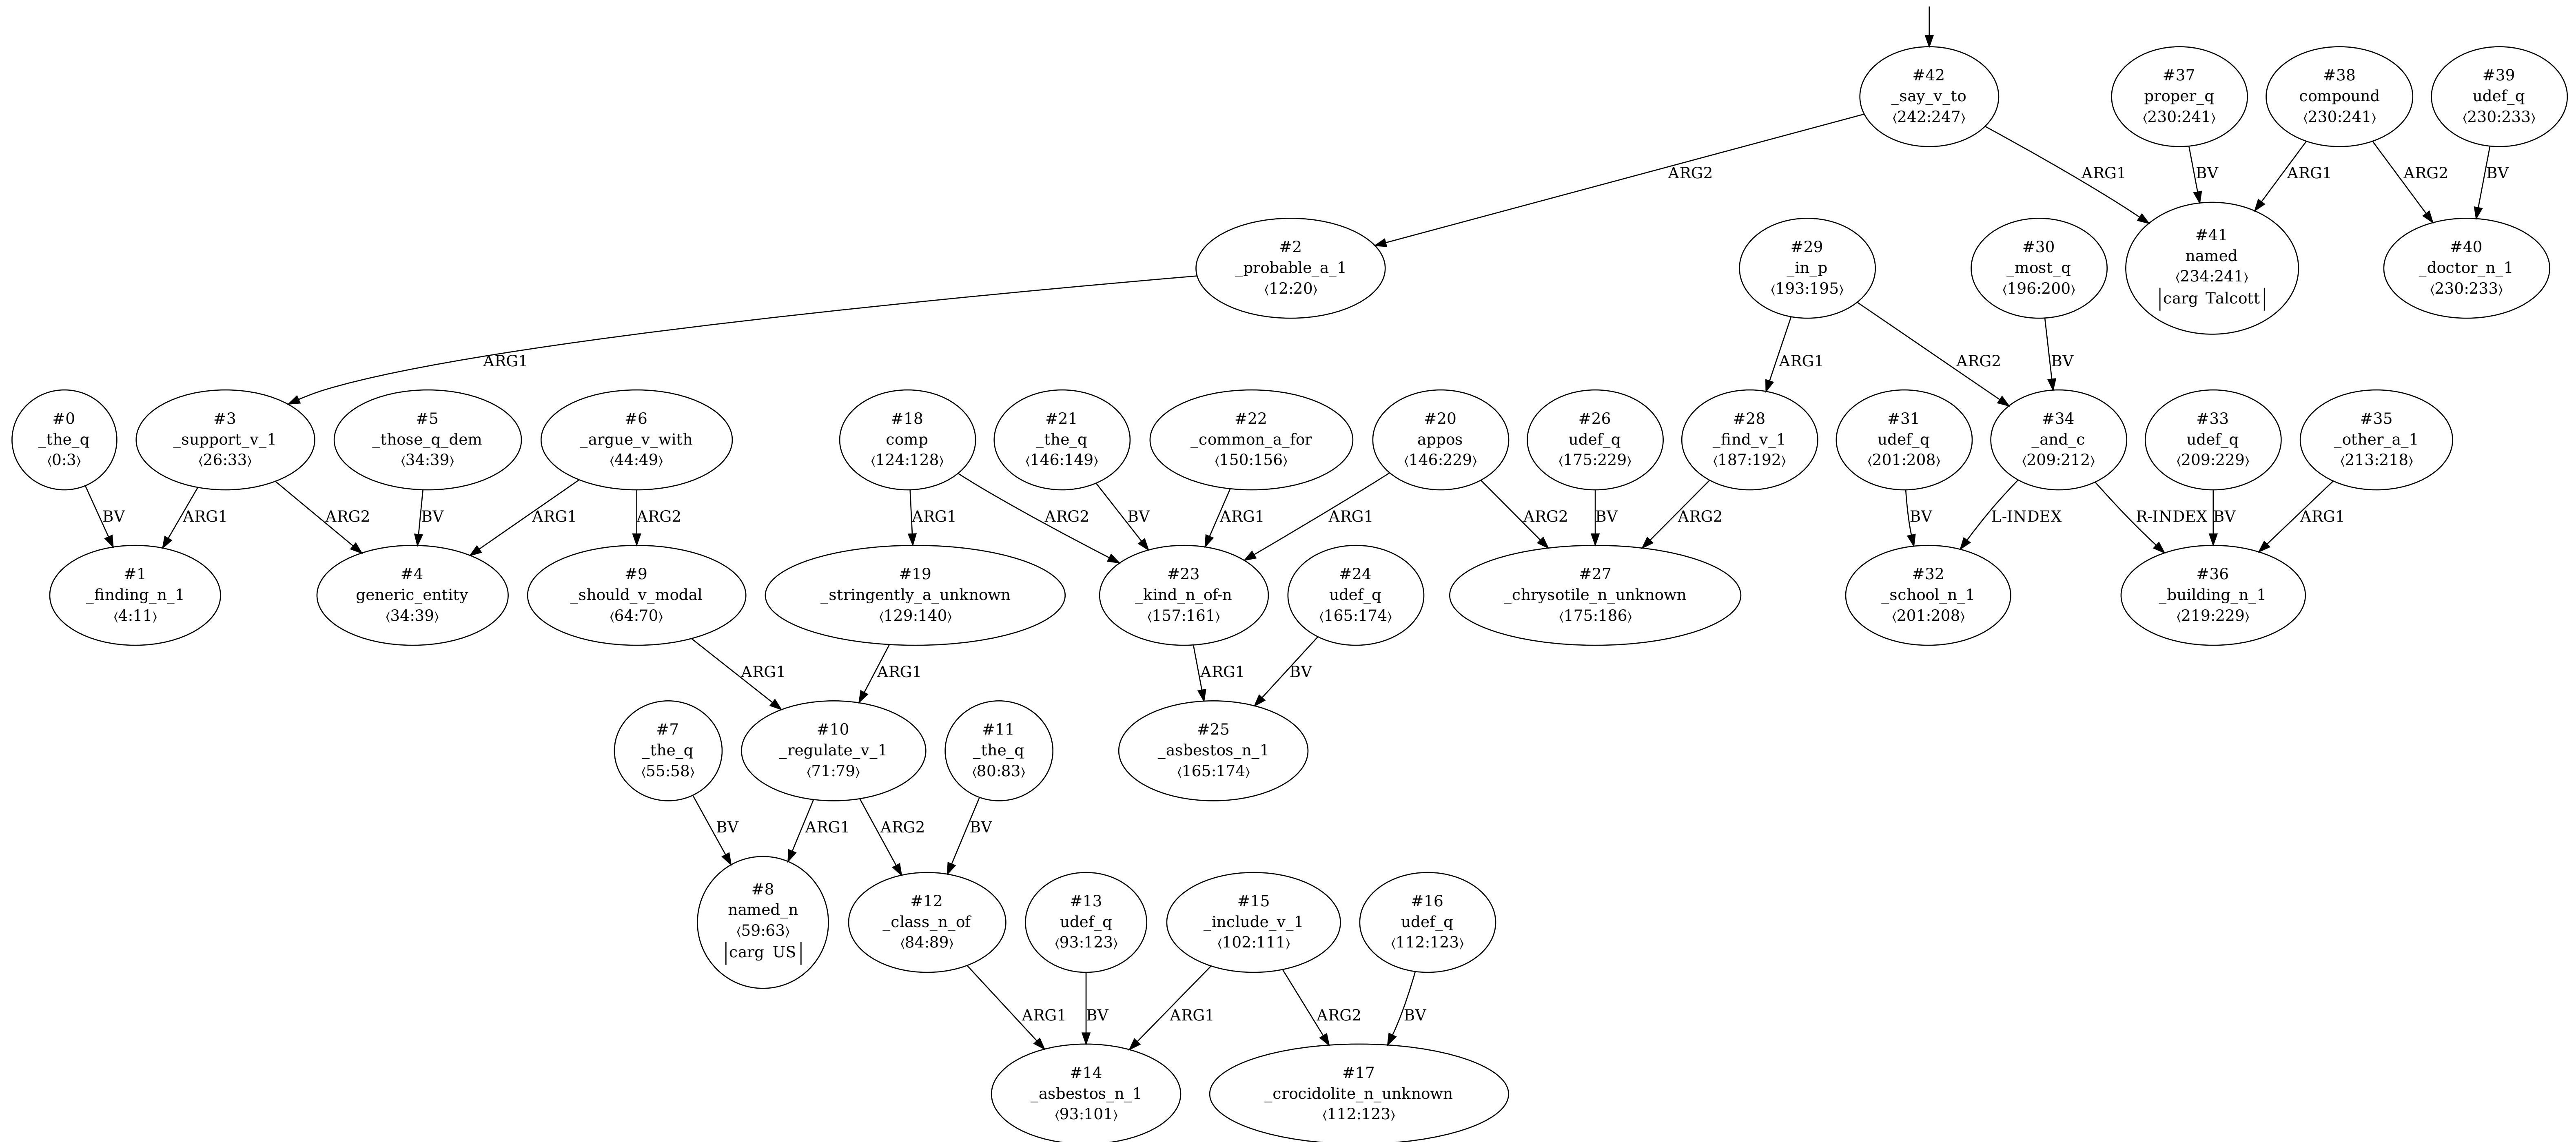 #42
_say_v_to
⟨242:247⟩
#37
proper_q
⟨230:241⟩
#38
compound
⟨230:241⟩
#39
udef_q
⟨230:233⟩
ARG2
ARG1
BV
ARG1
ARG2
BV
#2
_probable_a_1
⟨12:20⟩
#29
_in_p
⟨193:195⟩
#30
_most_q
⟨196:200⟩
#41
named
⟨234:241⟩
carg Talcott
#40
_doctor_n_1
⟨230:233⟩
ARG1
ARG1
ARG2
BV
#0
_the_q
⟨0:3⟩
#3
_support_v_1
⟨26:33⟩
#5
_those_q_dem
⟨34:39⟩
#6
_argue_v_with
⟨44:49⟩
#18
comp
⟨124:128⟩
#21
_the_q
⟨146:149⟩
#22
_common_a_for
⟨150:156⟩
#20
appos
⟨146:229⟩
#26
udef_q
⟨175:229⟩
#28
_find_v_1
⟨187:192⟩
#31
udef_q
⟨201:208⟩
#34
_and_c
⟨209:212⟩
#33
udef_q
⟨209:229⟩
#35
_other_a_1
⟨213:218⟩
BV
ARG1
ARG2
BV
ARG1
ARG2
ARG1
ARG2
BV
ARG1
ARG1
ARG2
BV
ARG2
BV
L-INDEX
R-INDEX
BV
ARG1
#1
_finding_n_1
⟨4:11⟩
#4
generic_entity
⟨34:39⟩
#9
_should_v_modal
⟨64:70⟩
#19
_stringently_a_unknown
⟨129:140⟩
#23
_kind_n_of-n
⟨157:161⟩
#24
udef_q
⟨165:174⟩
#27
_chrysotile_n_unknown
⟨175:186⟩
#32
_school_n_1
⟨201:208⟩
#36
_building_n_1
⟨219:229⟩
ARG1
ARG1
ARG1
BV
#7
_the_q
⟨55:58⟩
#10
_regulate_v_1
⟨71:79⟩
#11
_the_q
⟨80:83⟩
#25
_asbestos_n_1
⟨165:174⟩
BV
ARG1
ARG2
BV
#8
named_n
⟨59:63⟩
carg US
#12
_class_n_of
⟨84:89⟩
#13
udef_q
⟨93:123⟩
#15
_include_v_1
⟨102:111⟩
#16
udef_q
⟨112:123⟩
ARG1
BV
ARG1
ARG2
BV
#14
_asbestos_n_1
⟨93:101⟩
#17
_crocidolite_n_unknown
⟨112:123⟩